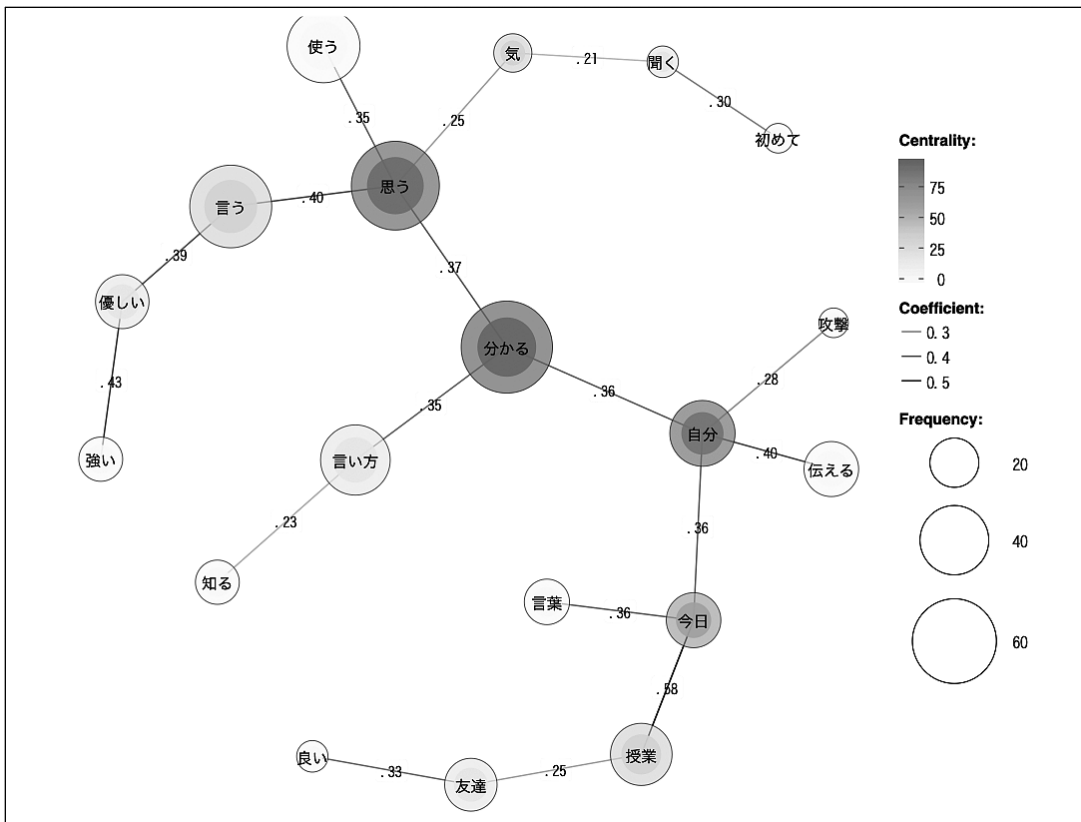 使う
気
.21
聞く
.30
初めて
.35
.25
思う
言う
.40
.39
.37
優しい
.43
強い
分かる
.35
言い方
.23
知る
.36
攻撃
.28
自分
.40
伝える
.36
言葉
.36
今日
.58
授業
.25
友達
.33
良い
Centrality:
75
50
25
0
Coefficient:
0.3
0.4
0.5
Frequency:
20
40
60